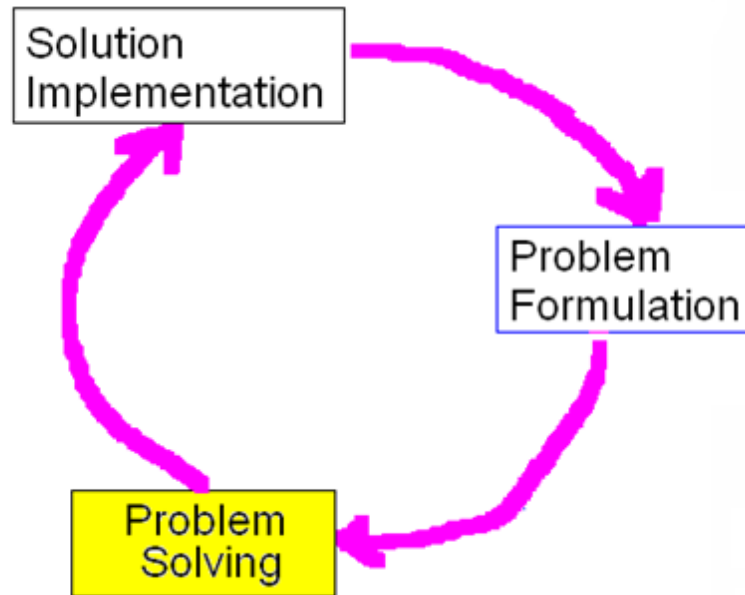 Solution
Implementation
Problem
Formulation
Problem
Solving